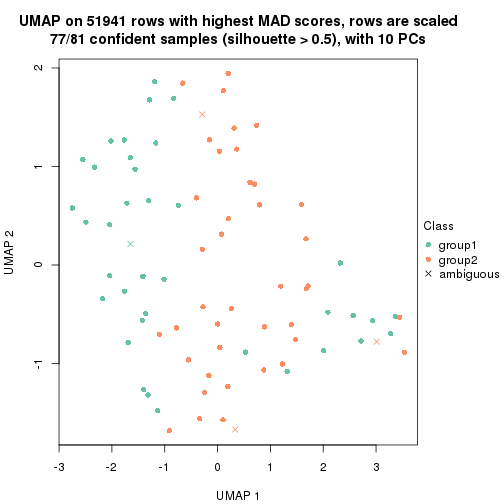 UMAP on 51941 rows with highest MAD scores, rows are scaled
77/81 confident samples (silhouette > 0.5), with 10 PCs
2
1
0
-1
UMAP 2
-3
-2
-1
0
1
2
3
UMAP 1
Class
group1
group2
ambiguous